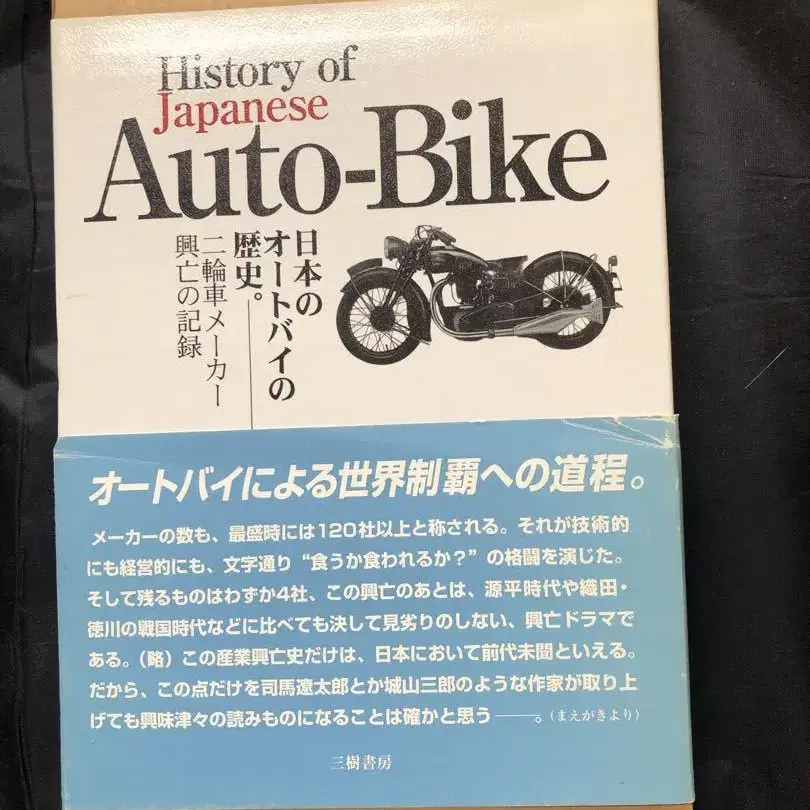 History of
Japanese
Auto-Bike
日本の
オートバイの
歴史。
二輪車メーカー
興亡の記録
オートバイによる世界制覇への道程。
メーカーの数も、最盛時には120社以上と称される。それが技術的
にも経営的にも、文字通り“食うか食われるか?”の格闘を演じた。
そして残るものはわずか4社、この興亡のあとは、源平時代や織田・
徳川の戦国時代などに比べても決して見劣りのしない、興亡ドラマで
ある。(略)この産業興亡史だけは、日本において前代未聞といえる。
だから、この点だけを司馬遼太郎とか城山三郎のような作家が取り上
げても興味津々の読みものになることは確かと思う――。(まえがきより)
三樹書房